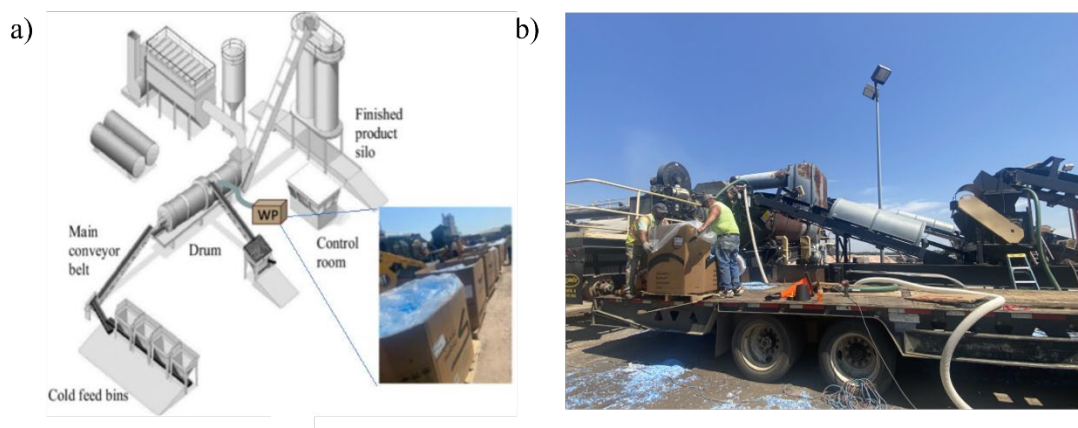 a)
b)
Finished
product
silo
WP
Main
conveyor
belt
Drum
Control
room
Cold feed bins